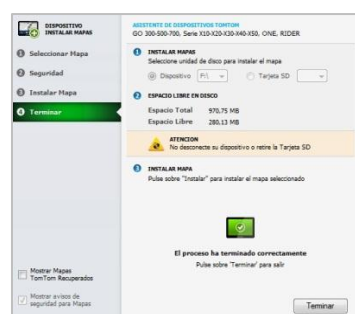 DISPOSITIVO
INSTALAR MAPAS
1 Seleccionar Mapa
2 Seguridad
3 Instalar Mapa
4 Terminar
Mostrar Mapas
TomTom Recuperados
Mostrar avisos de
seguridad para Mapas
ASISTENTE DE DISPOSITIVOS TOMTOM
GO 300-500-700, Serie X10-X20-X30-X40-X50, ONE, RIDER
1 INSTALAR MAPAS
Seleccione unidad de disco para instalar el mapa
Dispositivo F:\ Tarjeta SD
2 ESPACIO LIBRE EN DISCO
Espacio Total 970,75 MB
Espacio Libre 280,13 MB
ATENCION
No desconecte su dispositivo o retire la Tarjeta SD
3 INSTALAR MAPA
Pulse sobre "Instalar" para instalar el mapa seleccionado
El proceso ha terminado correctamente
Pulse sobre 'Terminar' para salir
Terminar